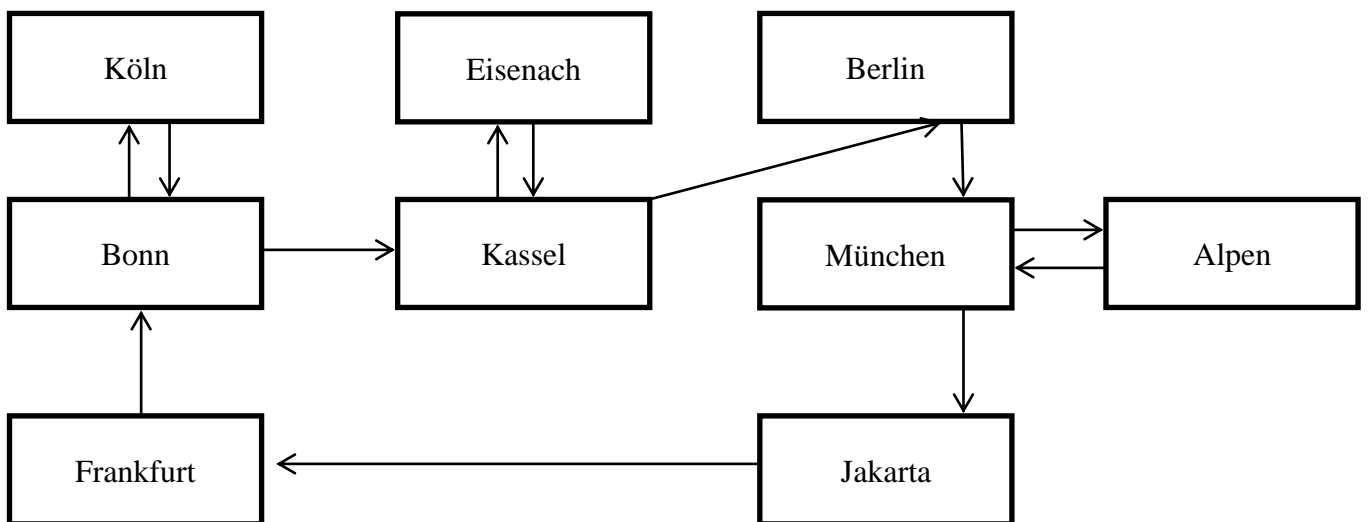 Köln
Eisenach
Berlin
Bonn
Kassel
München
Alpen
Frankfurt
Jakarta